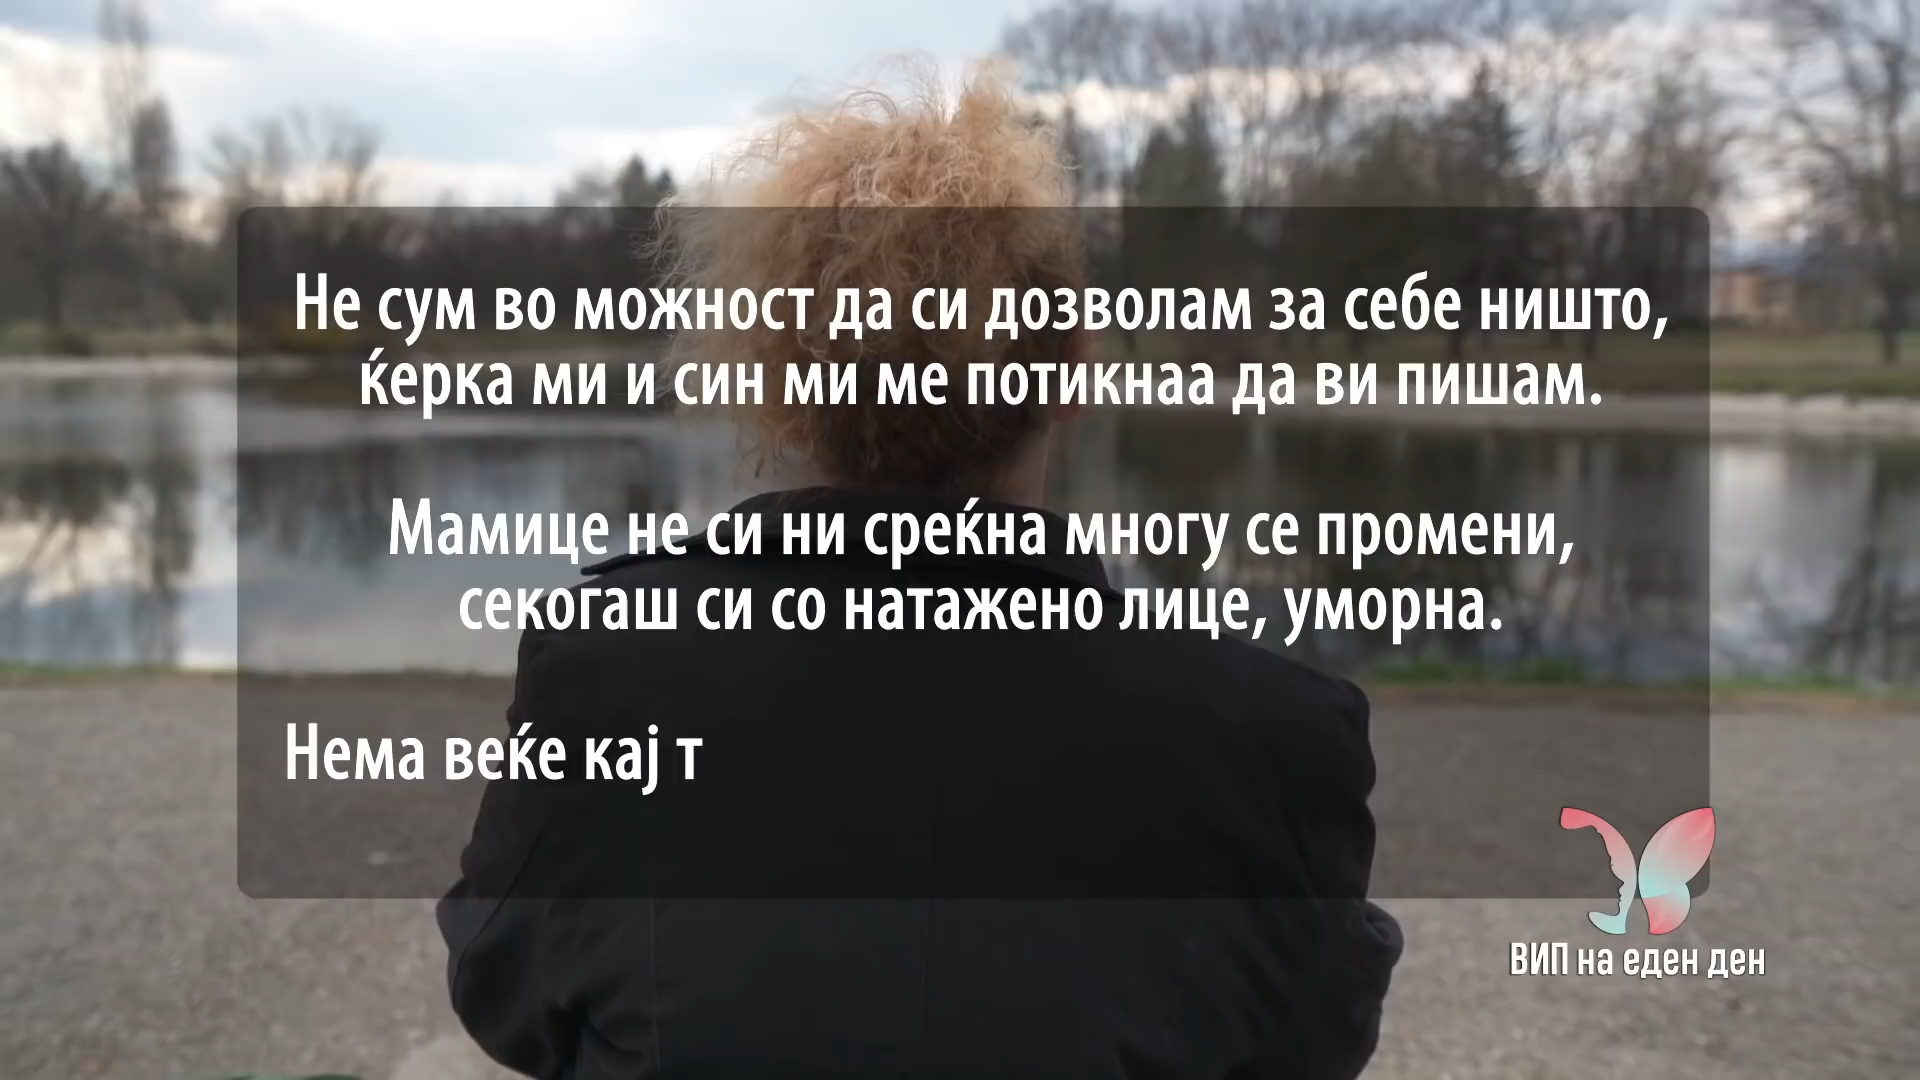 Не сум во можност да си дозволам за себе ништо,
ќерка ми и син ми ме потикнаа да ви пишам.
Мамице не си ни среќна многу се промени,
секогаш си со натажено лице, уморна.
Нема веќе кај т
ВИП на еден ден